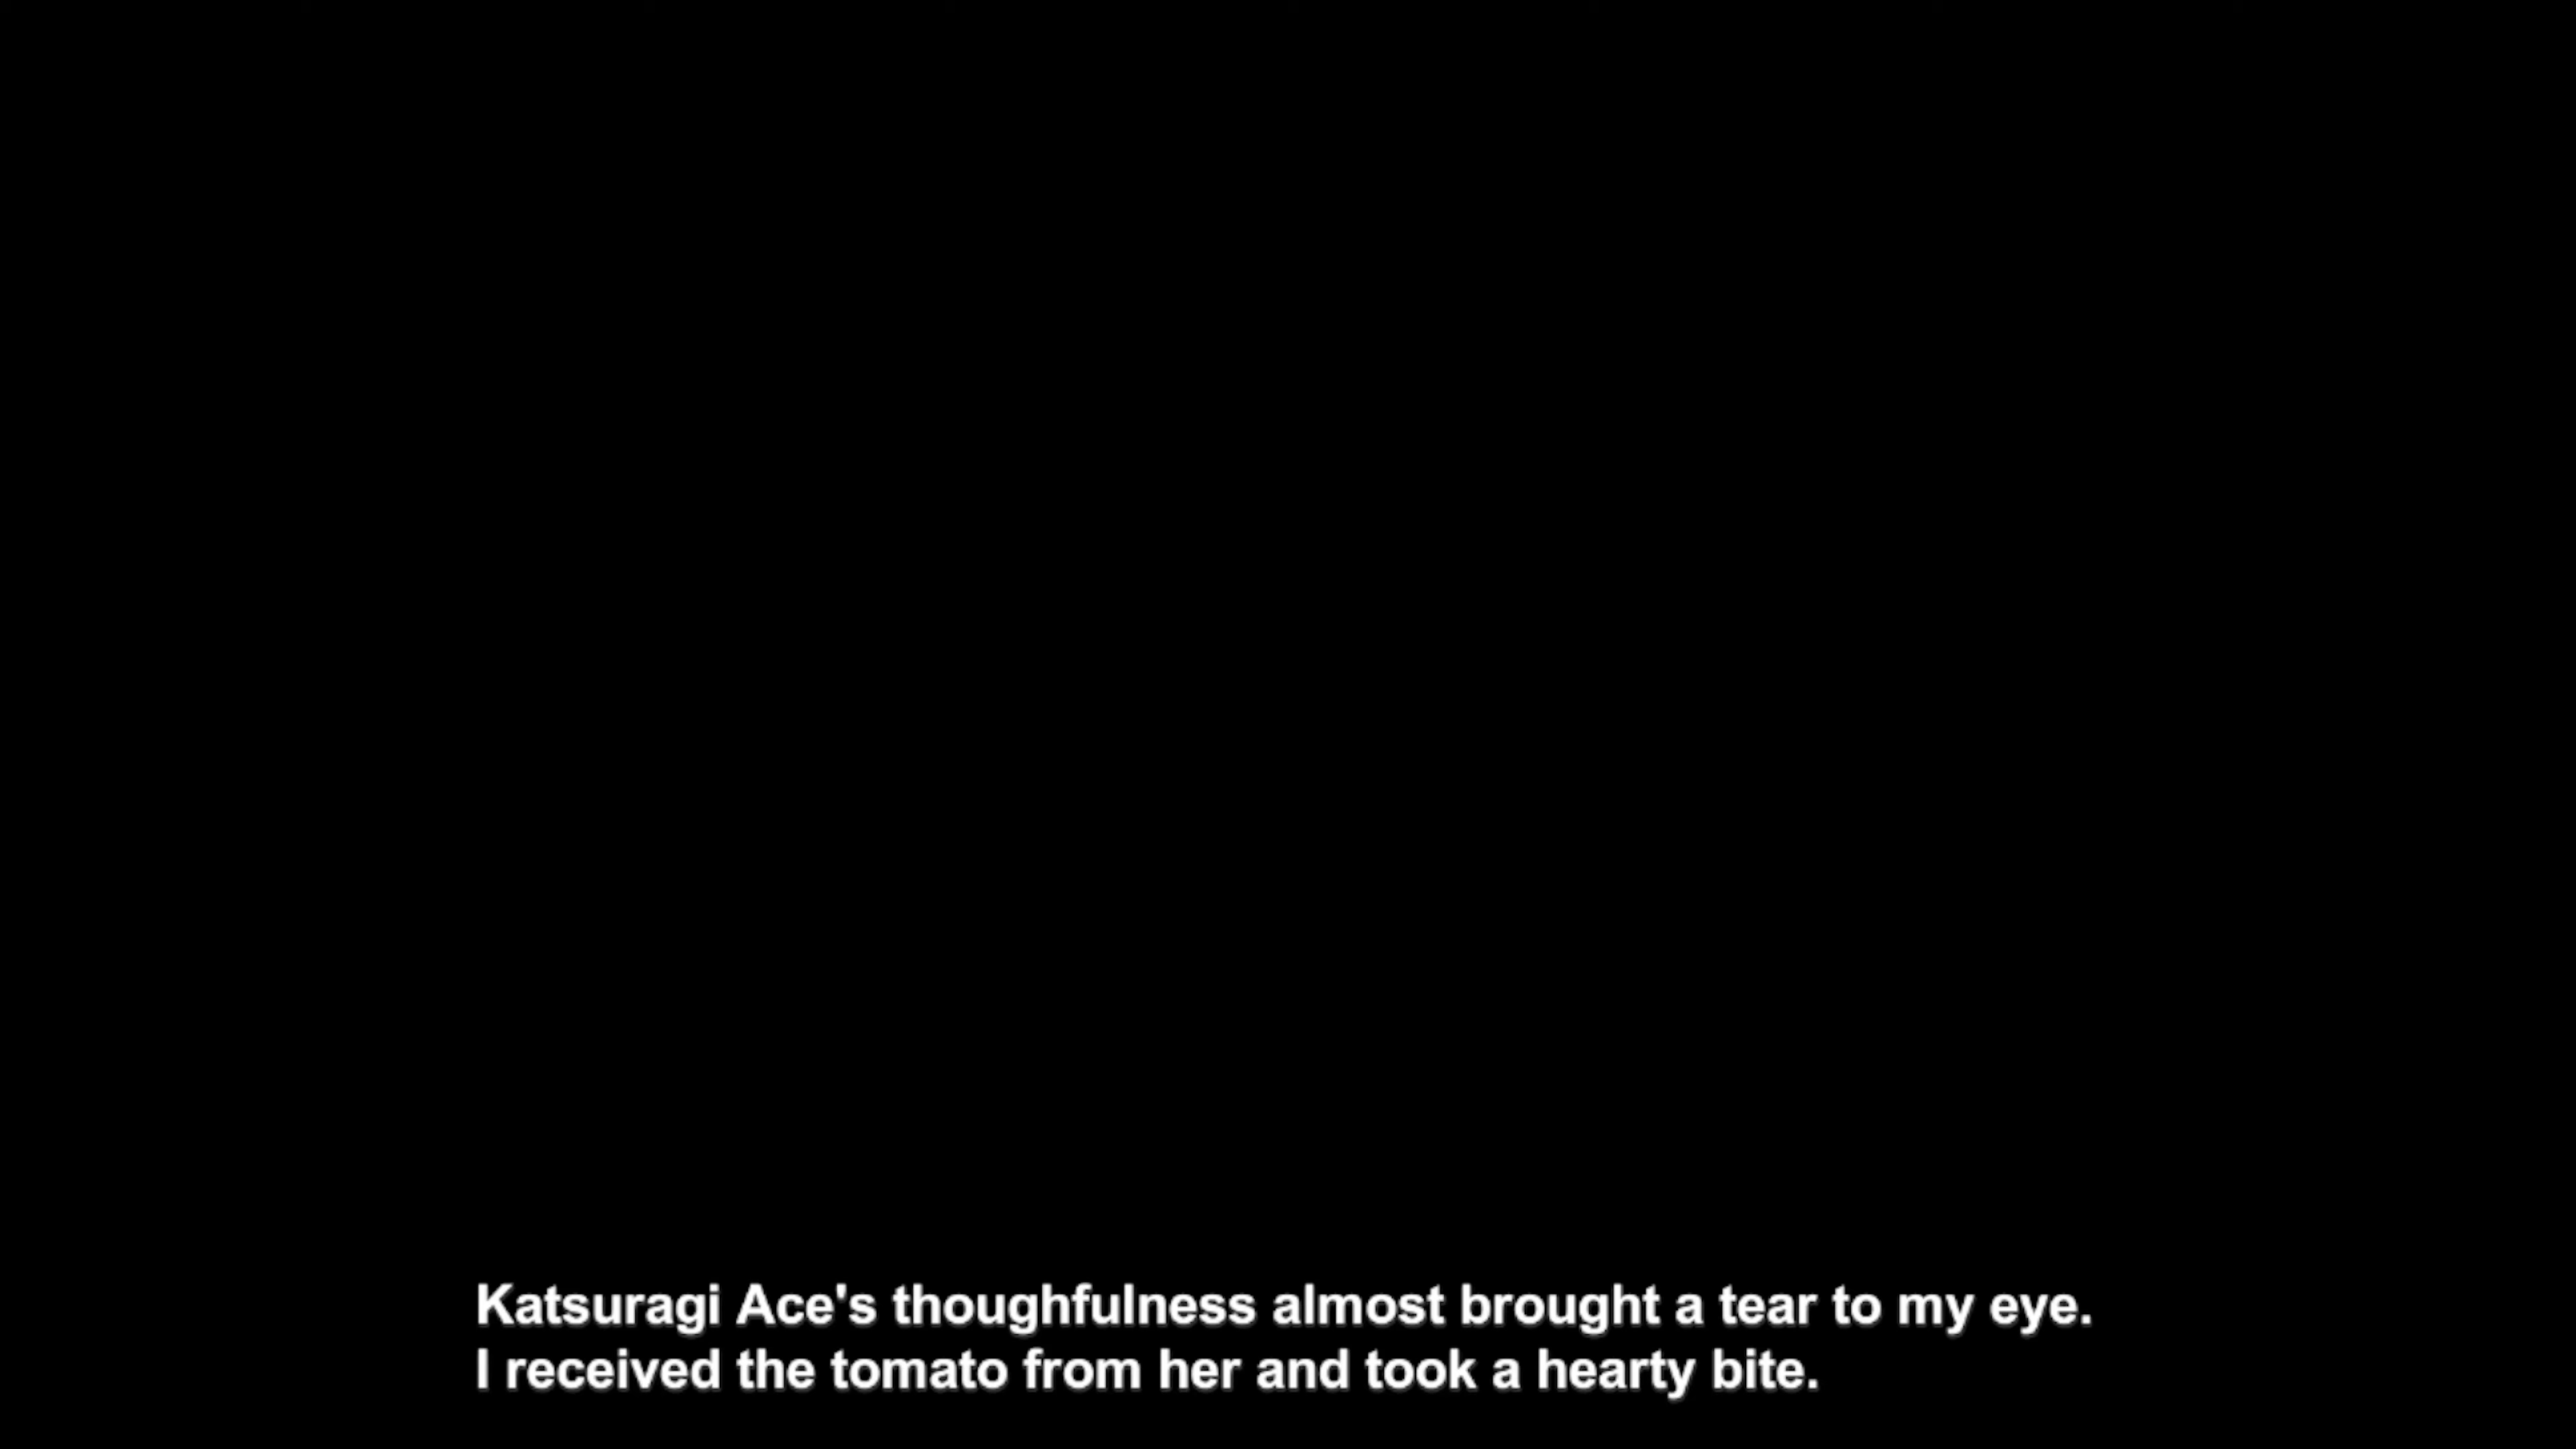 Katsuragi Ace's thoughfulness almost brought a tear to my eye.
I received the tomato from her and took a hearty bite.